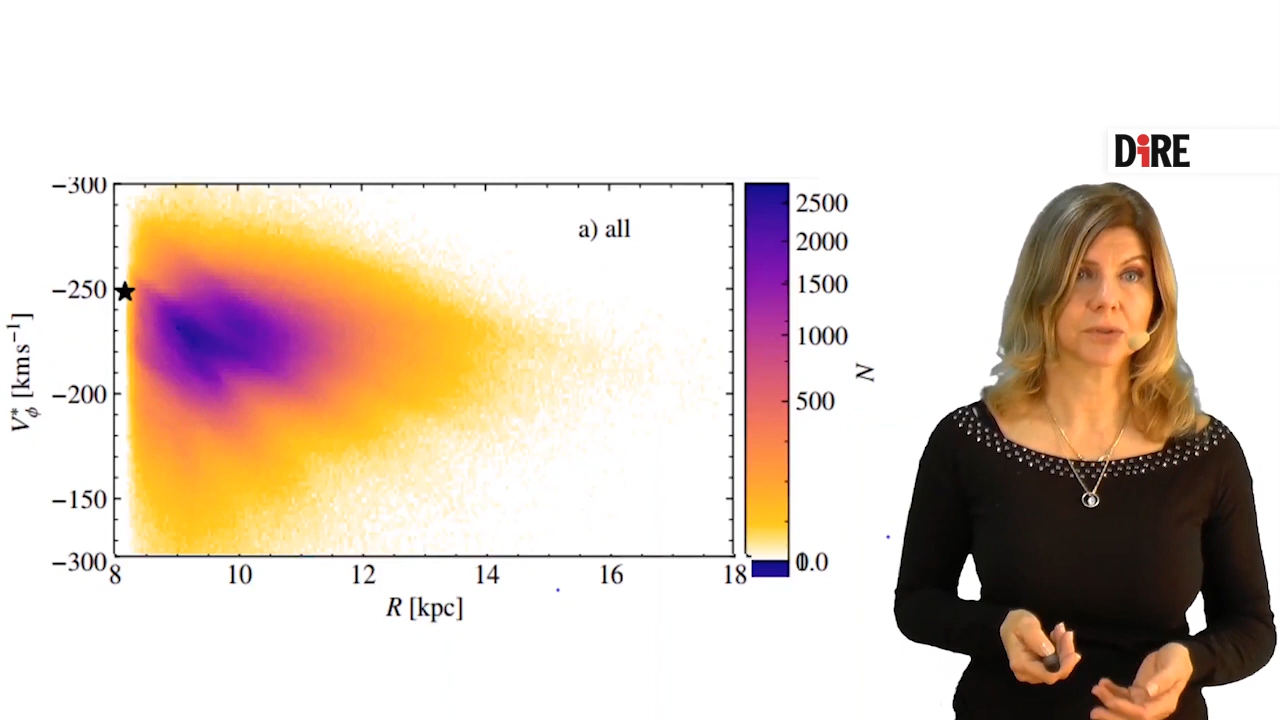 DiRE
−300
−250
−200
−150
−300
V*ϕ [kms⁻¹]
a) all
8 10 12 14 16 18
R [kpc]
2500
2000
1500
1000
500
0.0
N